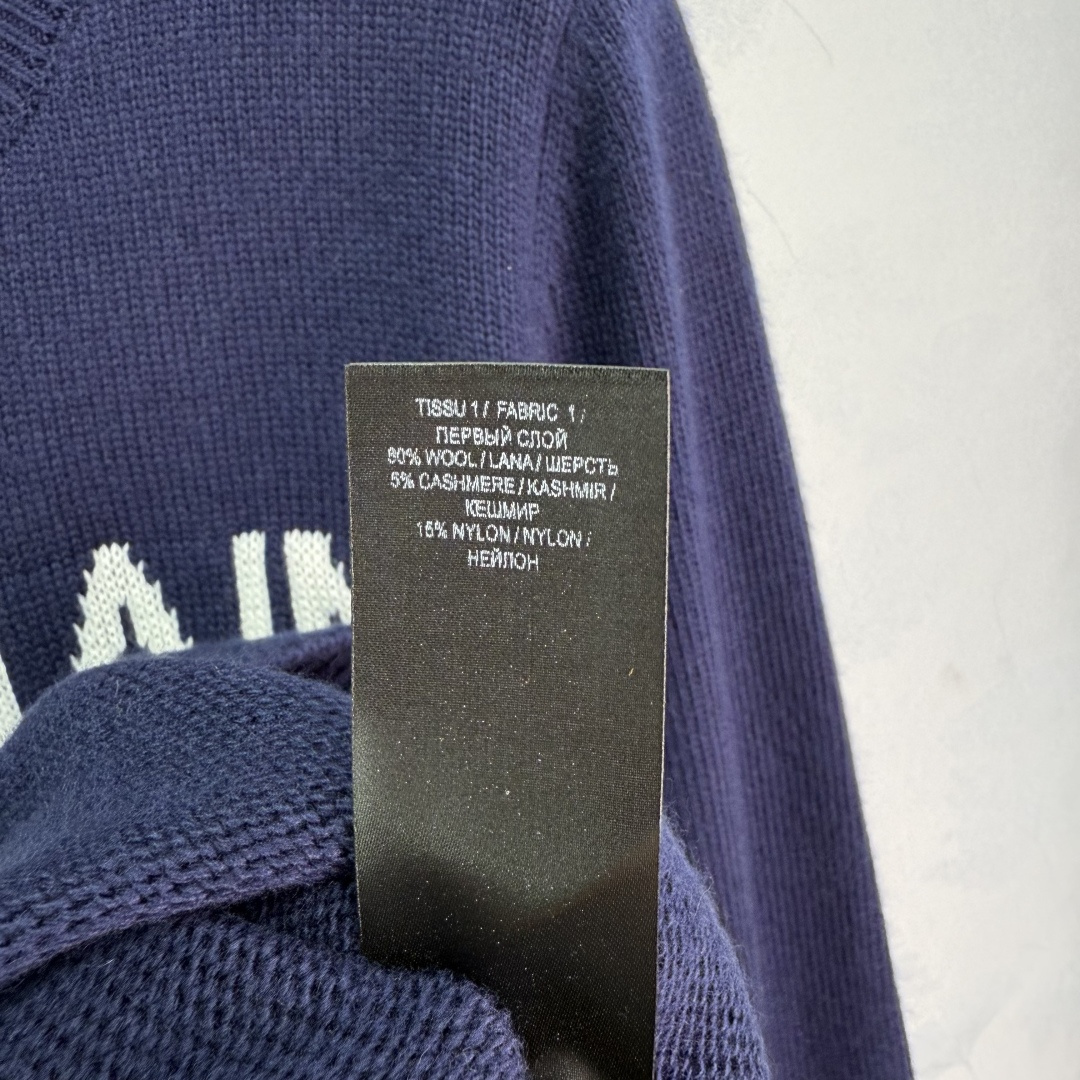 TISSU 1 / FABRIC 1 /
ПЕРВЫЙ СЛОЙ
80% WOOL / LANA / ШЕРСТЬ
5% CASHMERE / KASHMIR /
КЕШМИР
15% NYLON / NYLON /
НЕЙЛОН